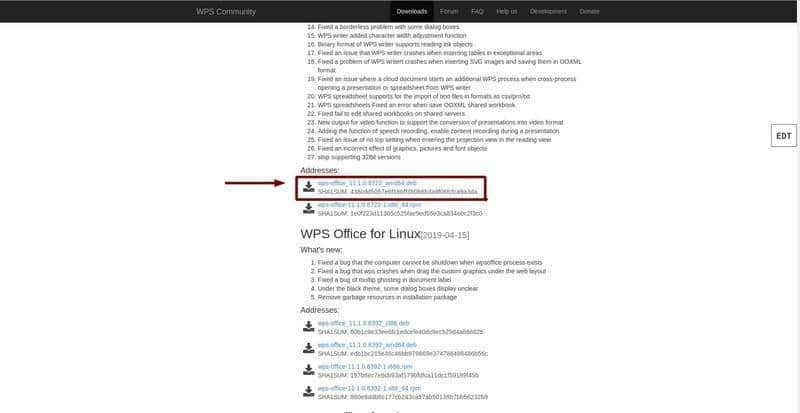 WPS Community
Downloads
Forum
FAQ
Help us
Development
Donate
14. Fixed a borderless problem with some dialog boxes
15. WPS writer added character width adjustment function
16. Binary format of WPS writer supports reading ink objects
17. Fixed an issue that WPS writer crashes when inserting tables in exceptional areas
18. Fixed a problem of WPS writert crashes when inserting SVG images and saving them in OOXML
format
19. Fixed an issue where a cloud document starts an additional WPS process when cross-process
opening a presentation or spreadsheet from WPS writer
20. WPS spreadsheet supports for the import of text files in formats as csv/prn/txt
21. WPS spreadsheets Fixed an error when save OOXML shared workbook
22. Fixed fail to edit shared workbooks on shared servers
23. New output for video function to support the conversion of presentations into video format
24. Adding the function of speech recording, enable content recording during a presentation
25. Fixed an issue of no top setting when entering the projection view in the reading view
26. Fixed an incorrect effect of graphics, pictures and font objects
27. stop supporting 32Bit versions
EDT
Addresses:
wps-office_11.1.0.8722_amd64.deb
SHA1SUM:
wps-office-11.1.0.8722-1.x86_64.rpm
SHA1SUM: 1e0f223d11305c525fae9ed55e3ca834ebc2f3c0
WPS Office for Linux[2019-04-15]
What's new:
1. Fixed a bug that the computer cannot be shutdown when wpsoffice process exists
2. Fixed a bug that wps crashes when drag the custom graphics under the web layout
3. Fixed a bug of tooltip ghosting in document label
4. Under the black theme, some dialog boxes display unclear
5. Remove garbage resources in installation package
Addresses:
wps-office_11.1.0.8392_i386.deb
SHA1SUM:
wps-office_11.1.0.8392_amd64.deb
SHA1SUM:
wps-office-11.1.0.8392-1.i686.rpm
SHA1SUM:
wps-office-11.1.0.8392-1.x86_64.rpm
SHA1SUM: